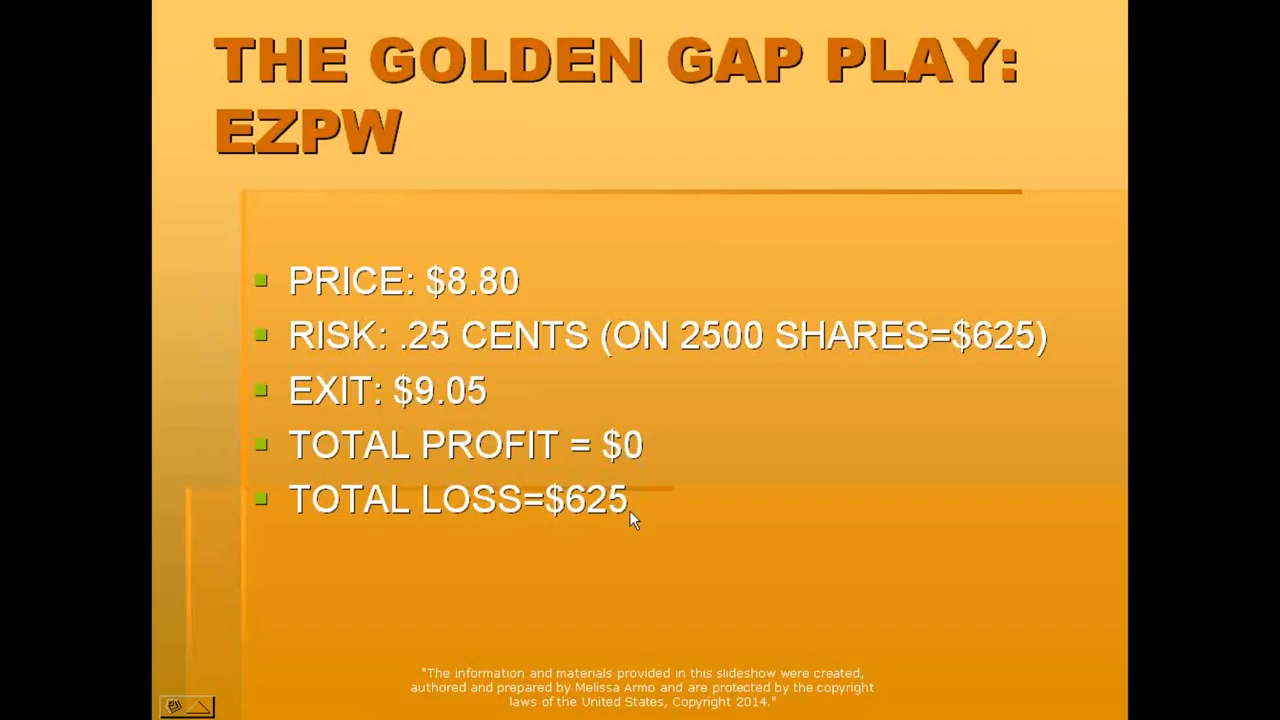 THE GOLDEN GAP PLAY:
EZPW
PRICE: $8.80
RISK: .25 CENTS (ON 2500 SHARES=$625)
EXIT: $9.05
TOTAL PROFIT = $0
TOTAL LOSS=$625
"The information and materials provided in this slideshow were created,
authored and prepared by Melissa Armo and are protected by the copyright
laws of the United States, Copyright 2014."